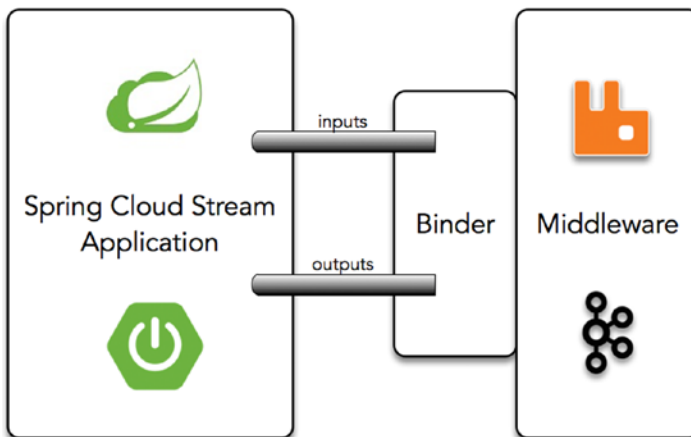 inputs
Spring Cloud Stream
Application
Binder
Middleware
outputs